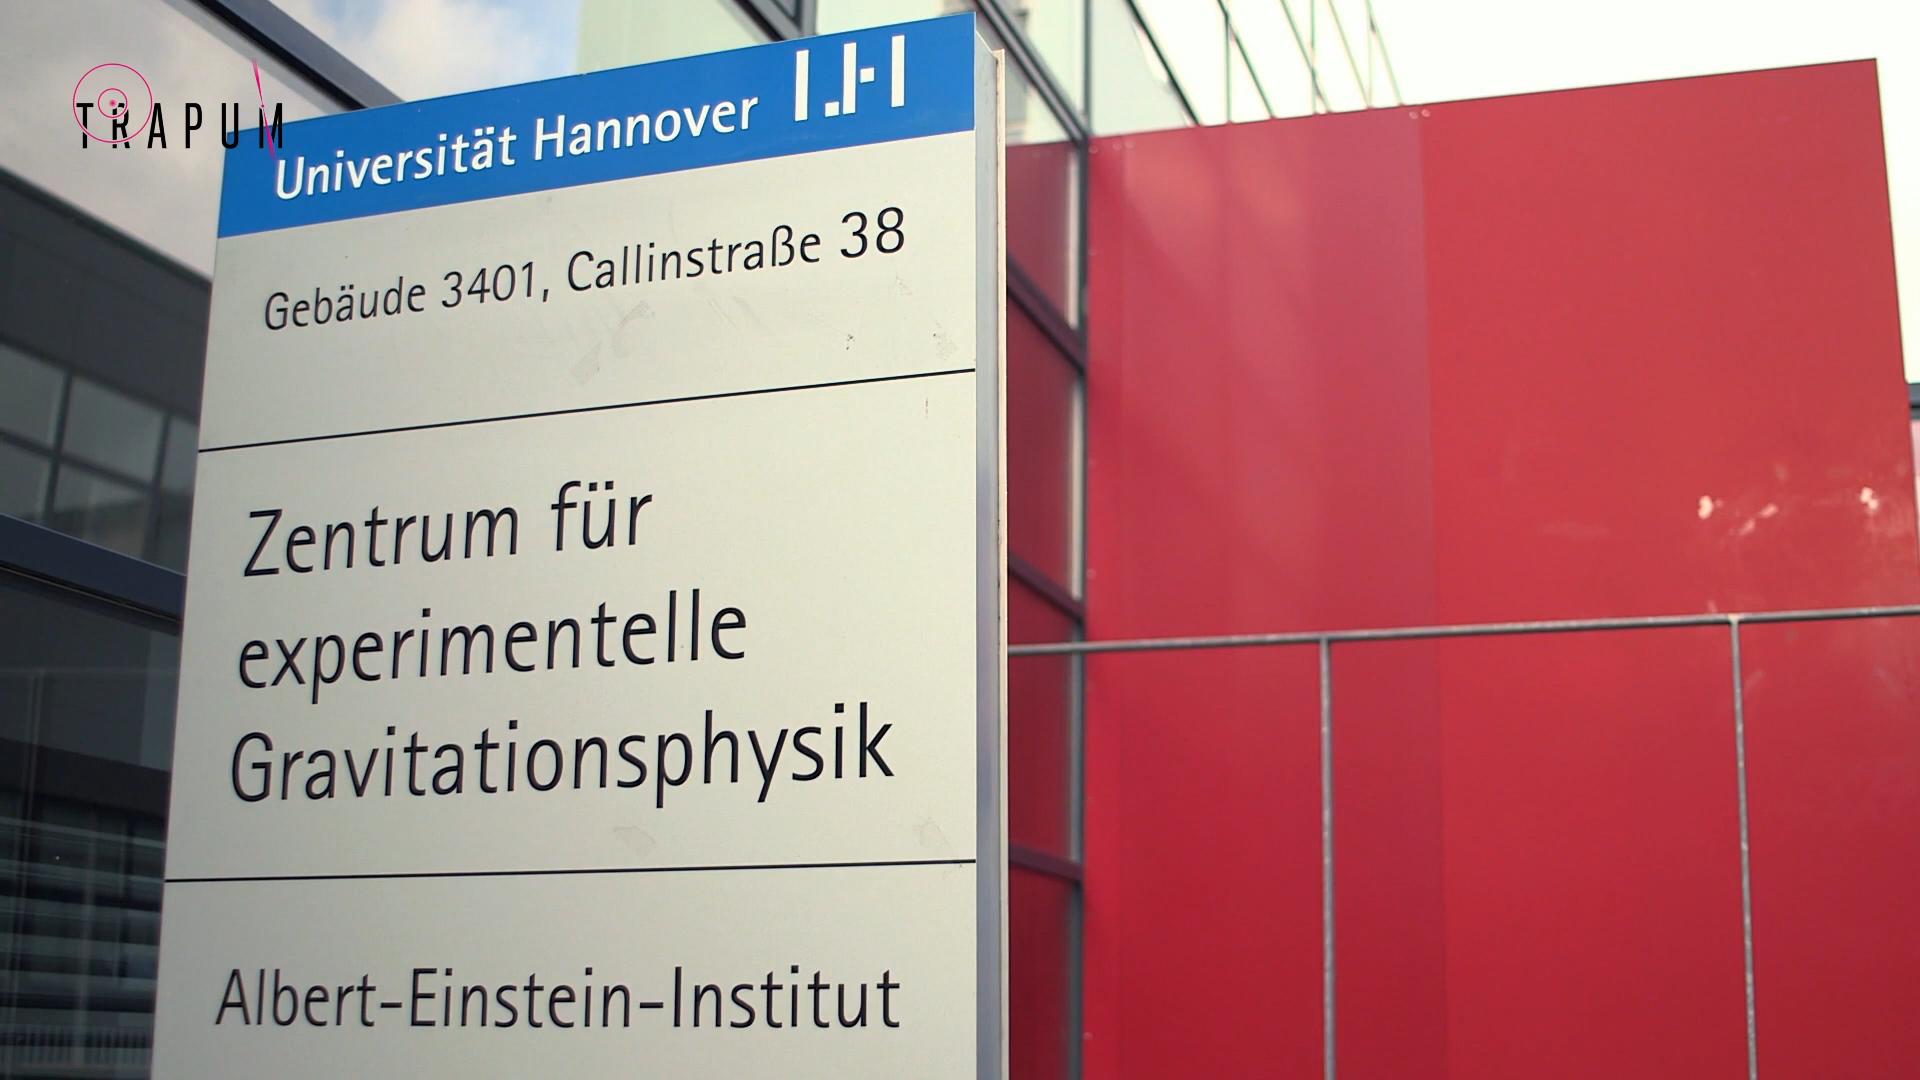 TRAPUM
Universität Hannover
Gebäude 3401, Callinstraße 38
Zentrum für
experimentelle
Gravitationsphysik
Albert-Einstein-Institut